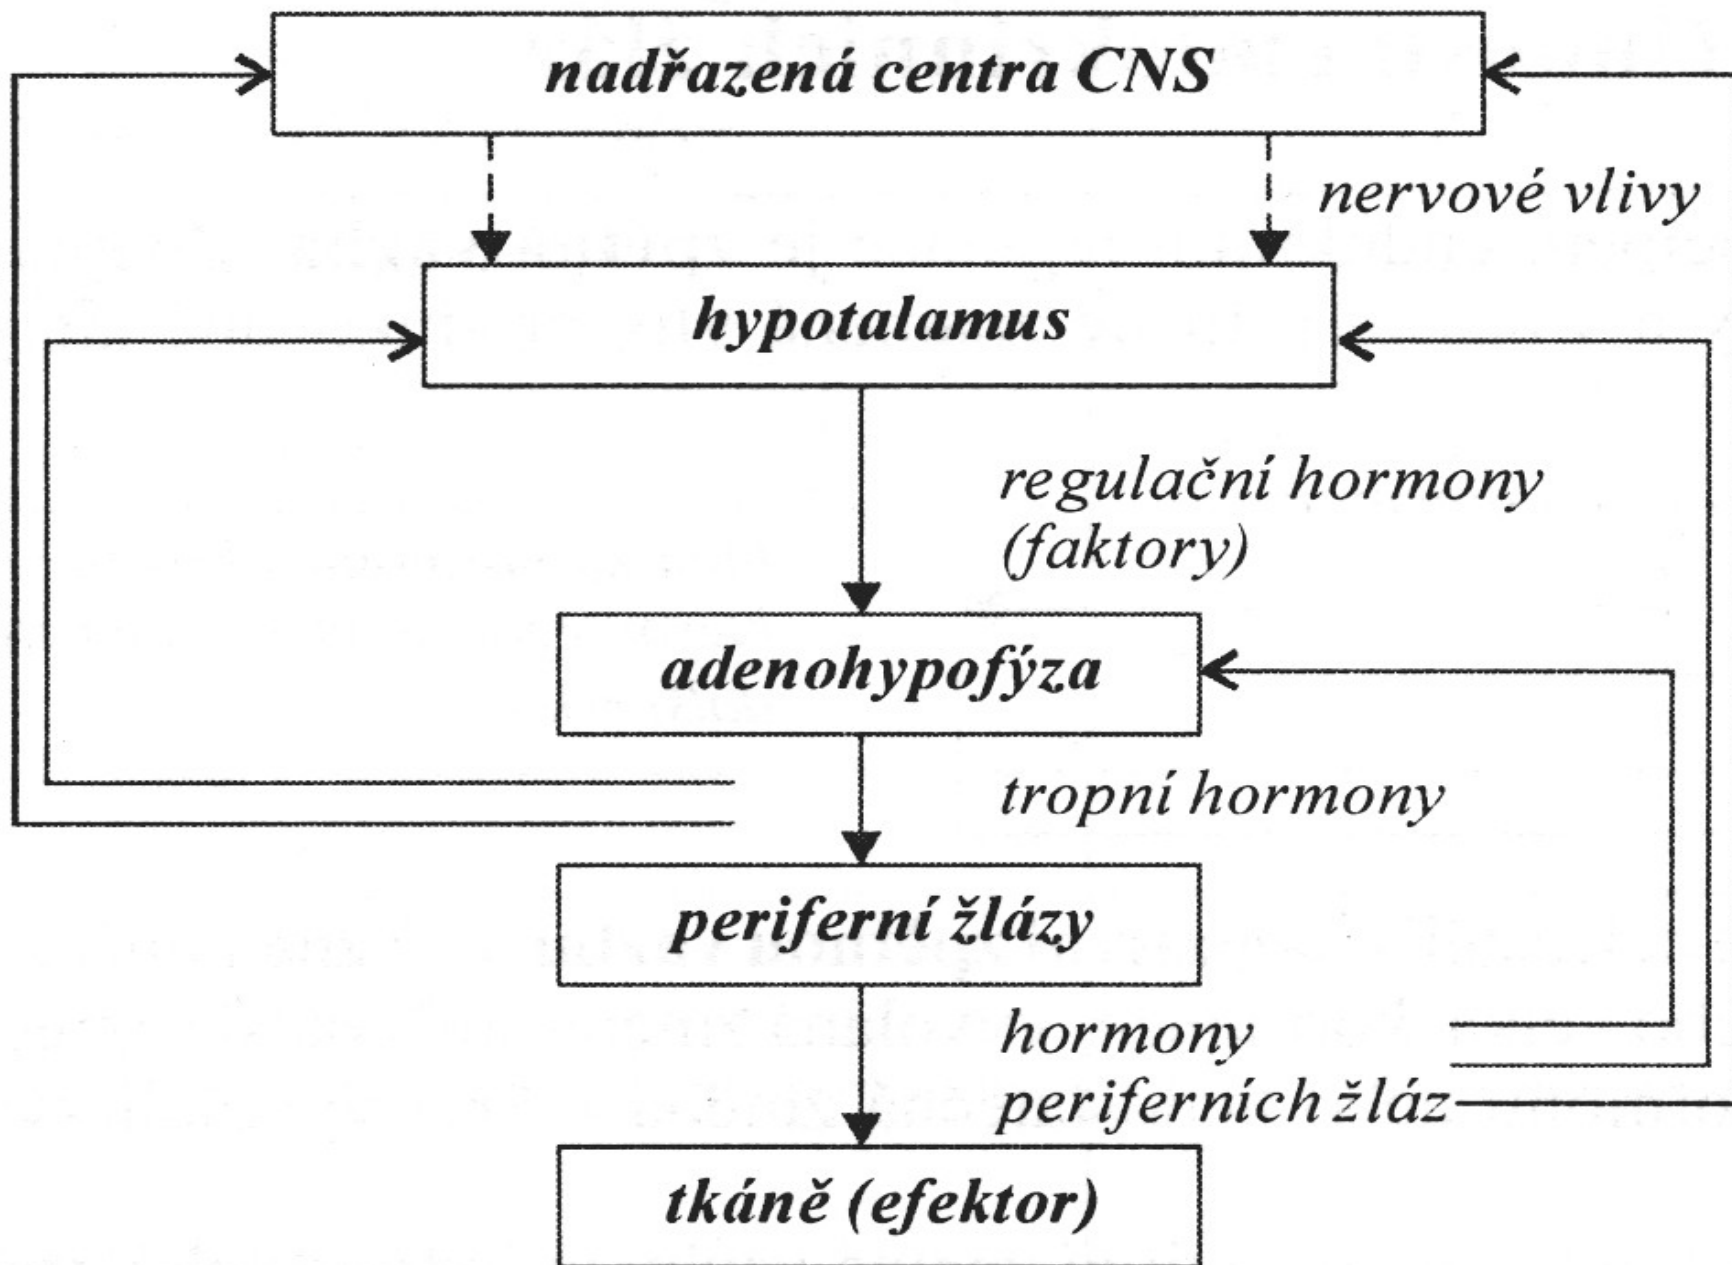 nadřazená centra CNS
nervové vlivy
hypotalamus
regulační hormony
(faktory)
adenohypofýza
tropní hormony
periferní žlázy
hormony
periferních žláz
tkáně (efektor)